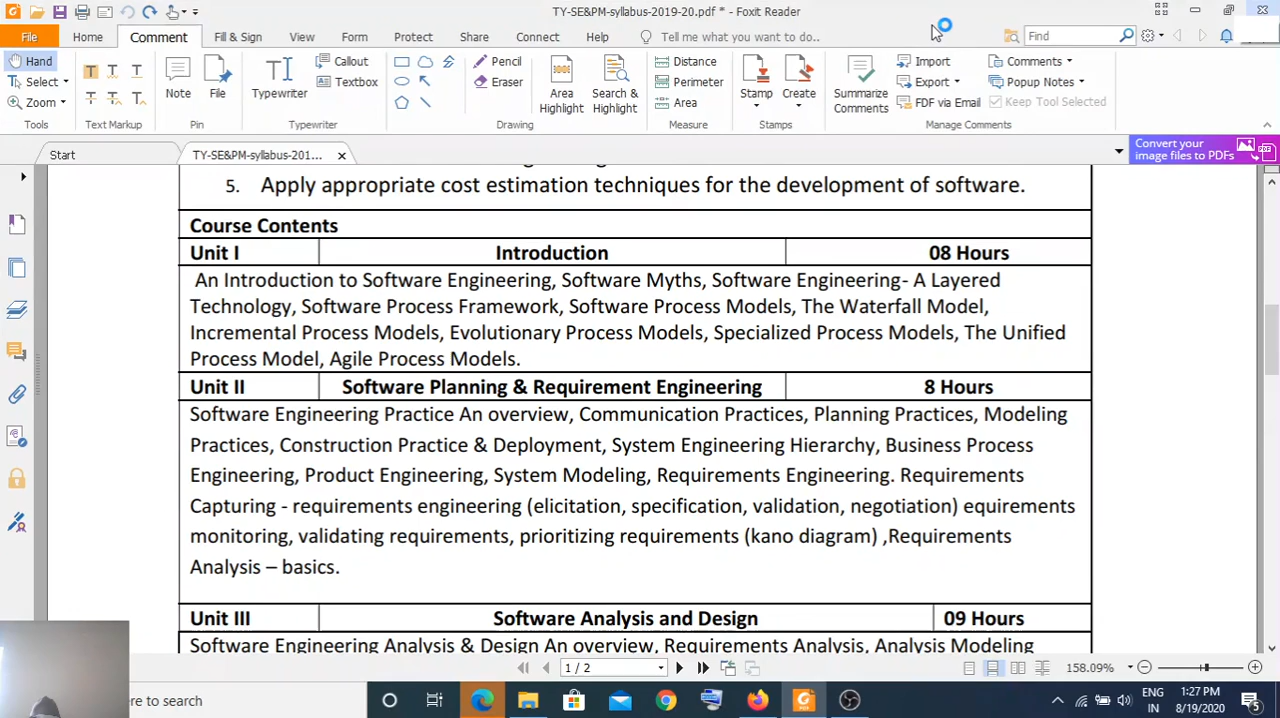 TY-SE&PM-syllabus-2019-20.pdf * - Foxit Reader
File Home Comment Fill & Sign View Form Protect Share Connect Help Tell me what you want to do.. Find
Hand
Select
Zoom
Tools
Text Markup
Note
File
Pin
Typewriter
Callout
Textbox
Typewriter
Pencil
Eraser
Drawing
Area Highlight
Search & Highlight
Distance
Perimeter
Area
Measure
Stamp
Create
Stamps
Summarize Comments
Import
Export
FDF via Email
Comments
Popup Notes
Keep Tool Selected
Manage Comments
Start
TY-SE&PM-syllabus-201...
Convert your
image files to PDFs
5. Apply appropriate cost estimation techniques for the development of software.
Course Contents
Unit I Introduction 08 Hours
An Introduction to Software Engineering, Software Myths, Software Engineering- A Layered
Technology, Software Process Framework, Software Process Models, The Waterfall Model,
Incremental Process Models, Evolutionary Process Models, Specialized Process Models, The Unified
Process Model, Agile Process Models.
Unit II Software Planning & Requirement Engineering 8 Hours
Software Engineering Practice An overview, Communication Practices, Planning Practices, Modeling
Practices, Construction Practice & Deployment, System Engineering Hierarchy, Business Process
Engineering, Product Engineering, System Modeling, Requirements Engineering. Requirements
Capturing - requirements engineering (elicitation, specification, validation, negotiation) equirements
monitoring, validating requirements, prioritizing requirements (kano diagram) ,Requirements
Analysis – basics.
Unit III Software Analysis and Design 09 Hours
Software Engineering Analysis & Design An overview, Requirements Analysis, Analysis Modeling
1 / 2
158.09%
here to search
ENG
IN
1:27 PM
8/19/2020
5